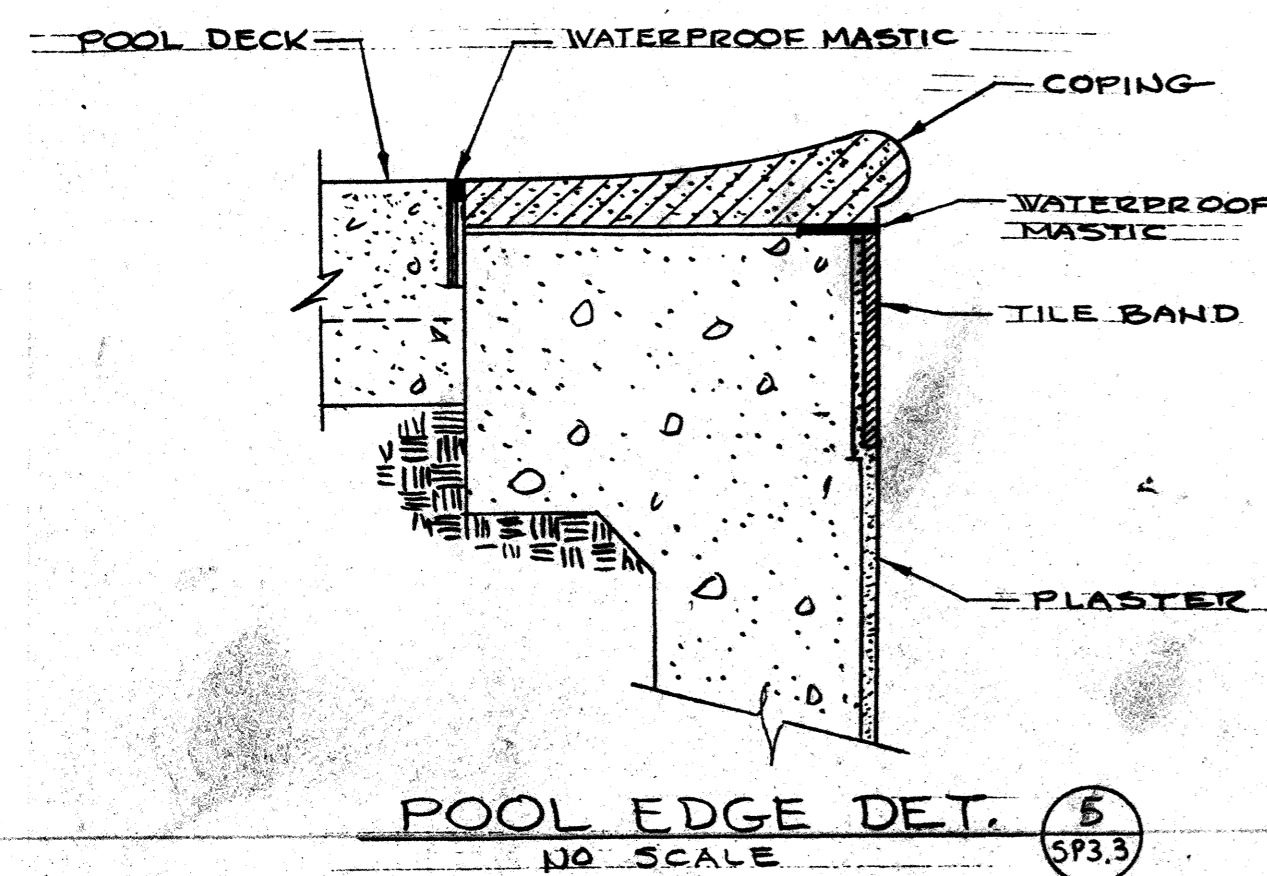 POOL DECK
WATERPROOF MASTIC
COPING
WATERPROOF
MASTIC
TILE BAND
PLASTER
POOL EDGE DET.
NO SCALE
5
SP3.3